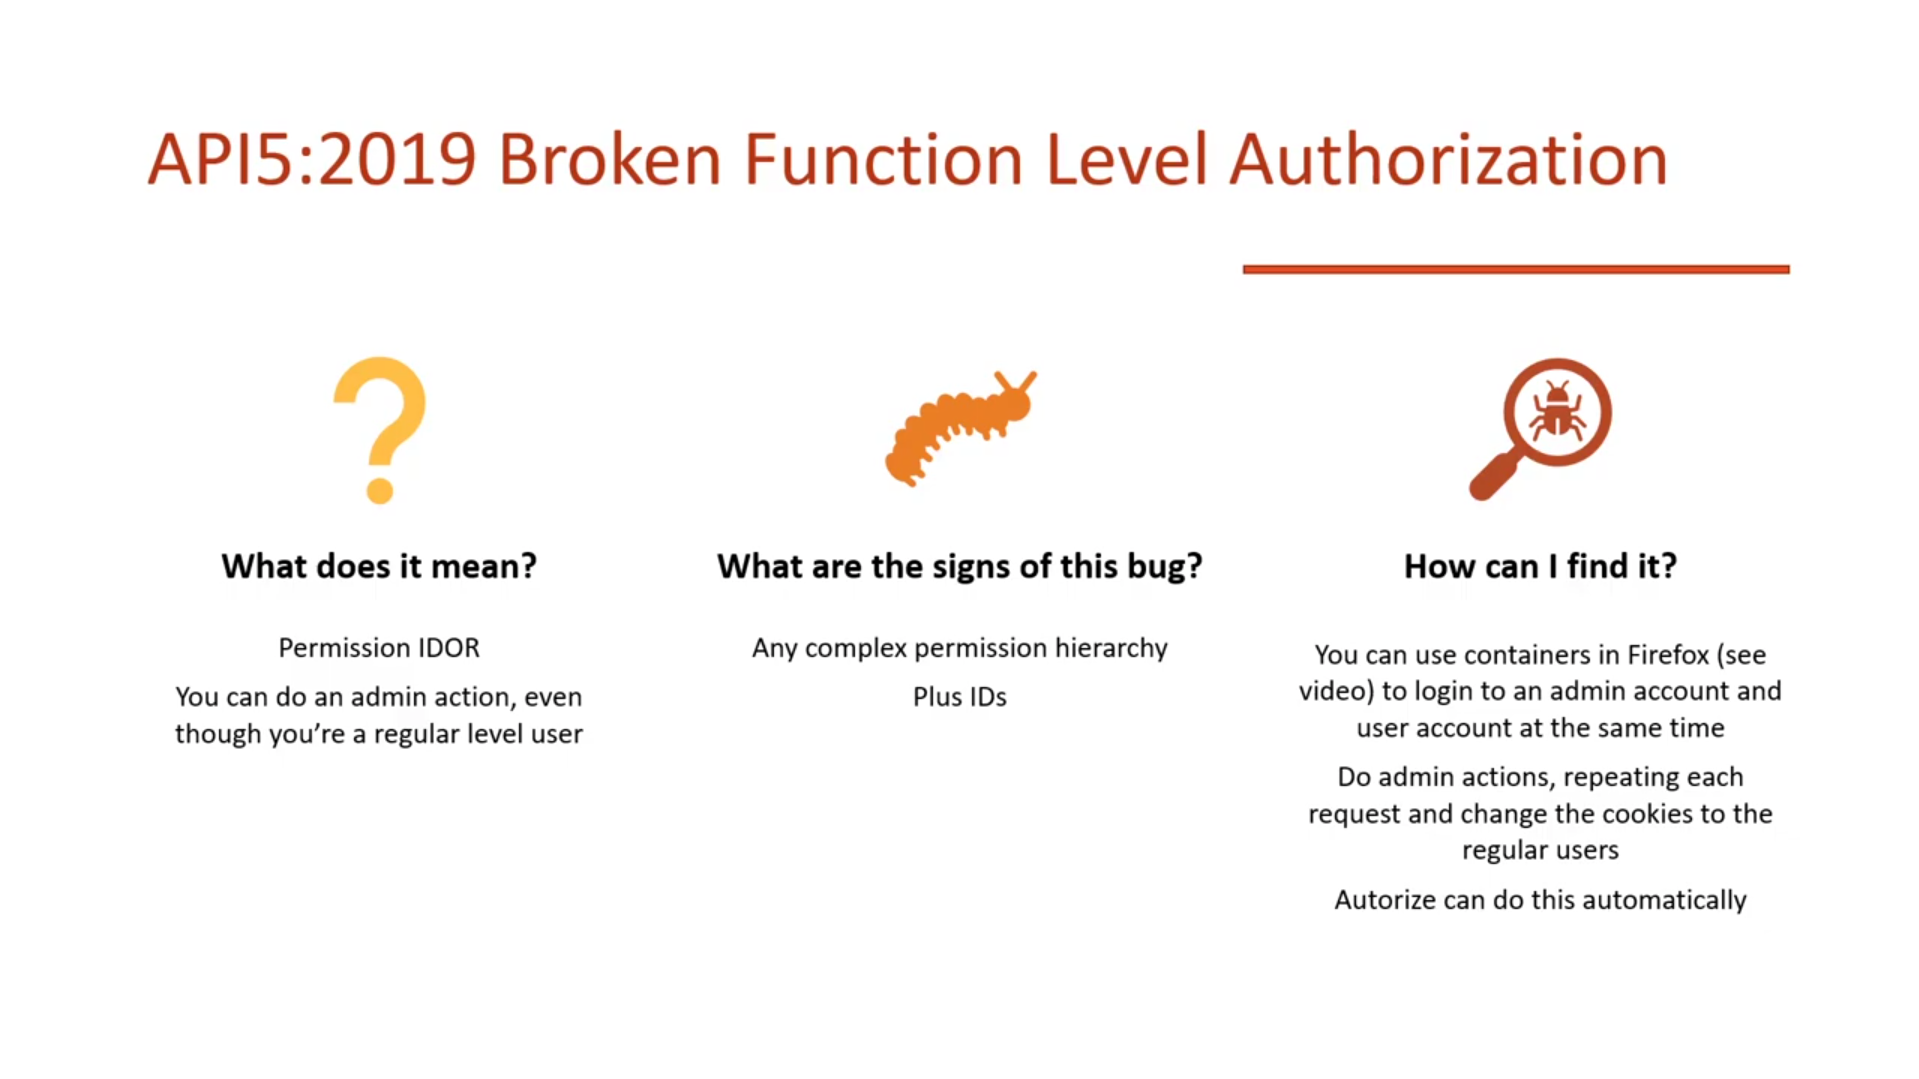 API5:2019 Broken Function Level Authorization
What does it mean?
Permission IDOR
You can do an admin action, even
though you’re a regular level user
What are the signs of this bug?
Any complex permission hierarchy
Plus IDs
How can I find it?
You can use containers in Firefox (see
video) to login to an admin account and
user account at the same time
Do admin actions, repeating each
request and change the cookies to the
regular users
Autorize can do this automatically